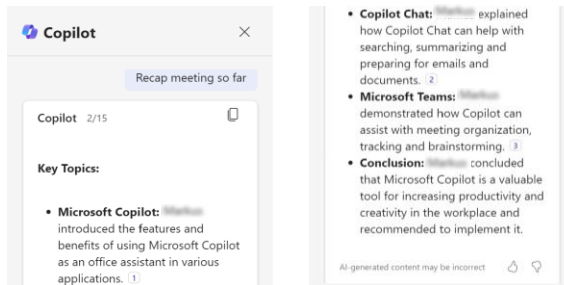 Copilot
Recap meeting so far
Copilot 2/15
Key Topics:
• Microsoft Copilot:
introduced the features and
benefits of using Microsoft Copilot
as an office assistant in various
applications. 1
• Copilot Chat: explained
how Copilot Chat can help with
searching, summarizing and
preparing for emails and
documents. 2
• Microsoft Teams:
demonstrated how Copilot can
assist with meeting organization,
tracking and brainstorming. 3
• Conclusion: concluded
that Microsoft Copilot is a valuable
tool for increasing productivity and
creativity in the workplace and
recommended to implement it.
AI-generated content may be incorrect